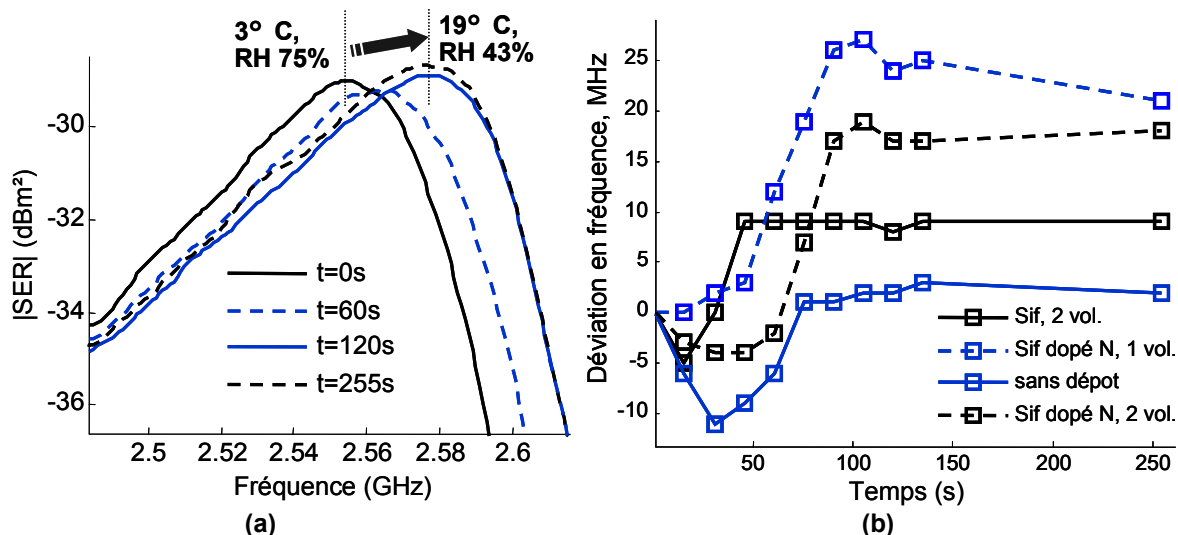 3° C,
RH 75%
19° C,
RH 43%
|SER| (dBm²)
-30
-32
-34
-36
t=0s
t=60s
t=120s
t=255s
2.5
2.52
2.54
2.56
2.58
2.6
Fréquence (GHz)
(a)
Déviation en fréquence, MHz
25
20
15
10
5
0
-5
-10
Sif, 2 vol.
Sif dopé N, 1 vol.
sans dépot
Sif dopé N, 2 vol.
50
100
150
200
250
Temps (s)
(b)